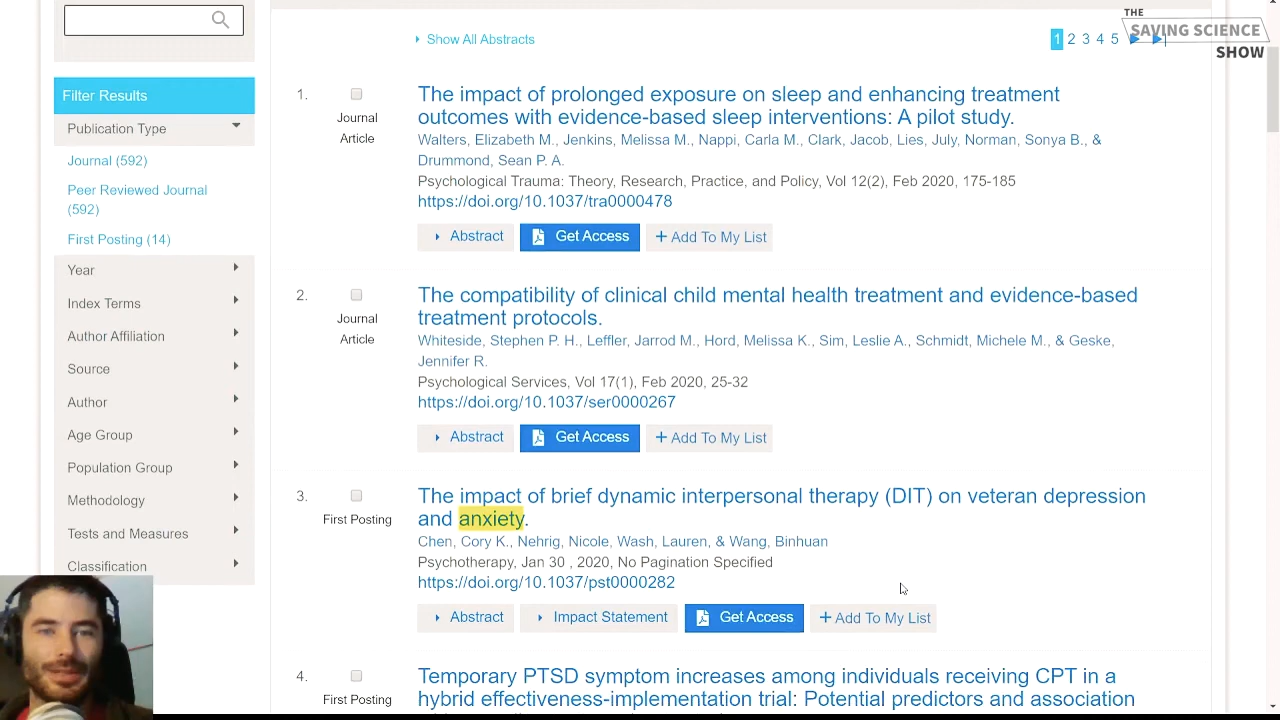 THE
SAVING SCIENCE
SHOW
Show All Abstracts
1 2 3 4 5
Filter Results
Publication Type
Journal (592)
Peer Reviewed Journal
(592)
First Posting (14)
Year
Index Terms
Author Affiliation
Source
Author
Age Group
Population Group
Methodology
Tests and Measures
Classification
1.
Journal
Article
The impact of prolonged exposure on sleep and enhancing treatment
outcomes with evidence-based sleep interventions: A pilot study.
Walters, Elizabeth M., Jenkins, Melissa M., Nappi, Carla M., Clark, Jacob, Lies, July, Norman, Sonya B., &
Drummond, Sean P. A.
Psychological Trauma: Theory, Research, Practice, and Policy, Vol 12(2), Feb 2020, 175-185
https://doi.org/10.1037/tra0000478
Abstract Get Access + Add To My List
2.
Journal
Article
The compatibility of clinical child mental health treatment and evidence-based
treatment protocols.
Whiteside, Stephen P. H., Leffler, Jarrod M., Hord, Melissa K., Sim, Leslie A., Schmidt, Michele M., & Geske,
Jennifer R.
Psychological Services, Vol 17(1), Feb 2020, 25-32
https://doi.org/10.1037/ser0000267
Abstract Get Access + Add To My List
3.
First Posting
The impact of brief dynamic interpersonal therapy (DIT) on veteran depression
and anxiety.
Chen, Cory K., Nehrig, Nicole, Wash, Lauren, & Wang, Binhuan
Psychotherapy, Jan 30 , 2020, No Pagination Specified
https://doi.org/10.1037/pst0000282
Abstract Impact Statement Get Access + Add To My List
4.
First Posting
Temporary PTSD symptom increases among individuals receiving CPT in a
hybrid effectiveness-implementation trial: Potential predictors and association